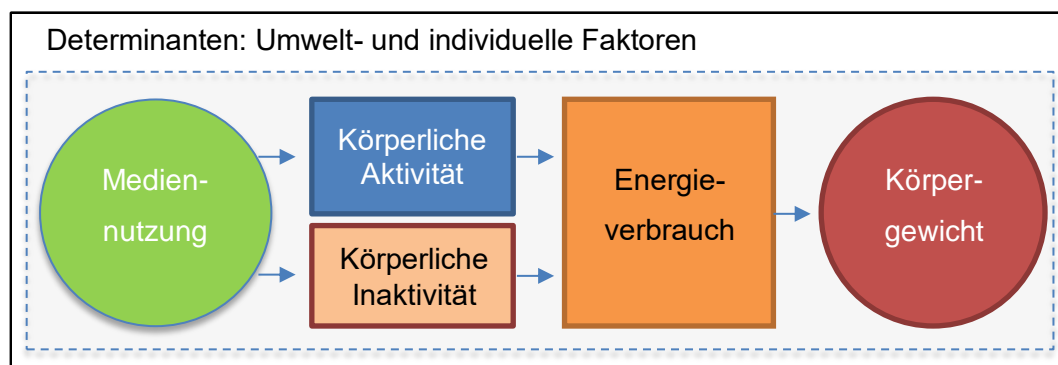 Determinanten: Umwelt- und individuelle Faktoren
Medien-
nutzung
Körperliche
Aktivität
Körperliche
Inaktivität
Energie-
verbrauch
Körper-
gewicht